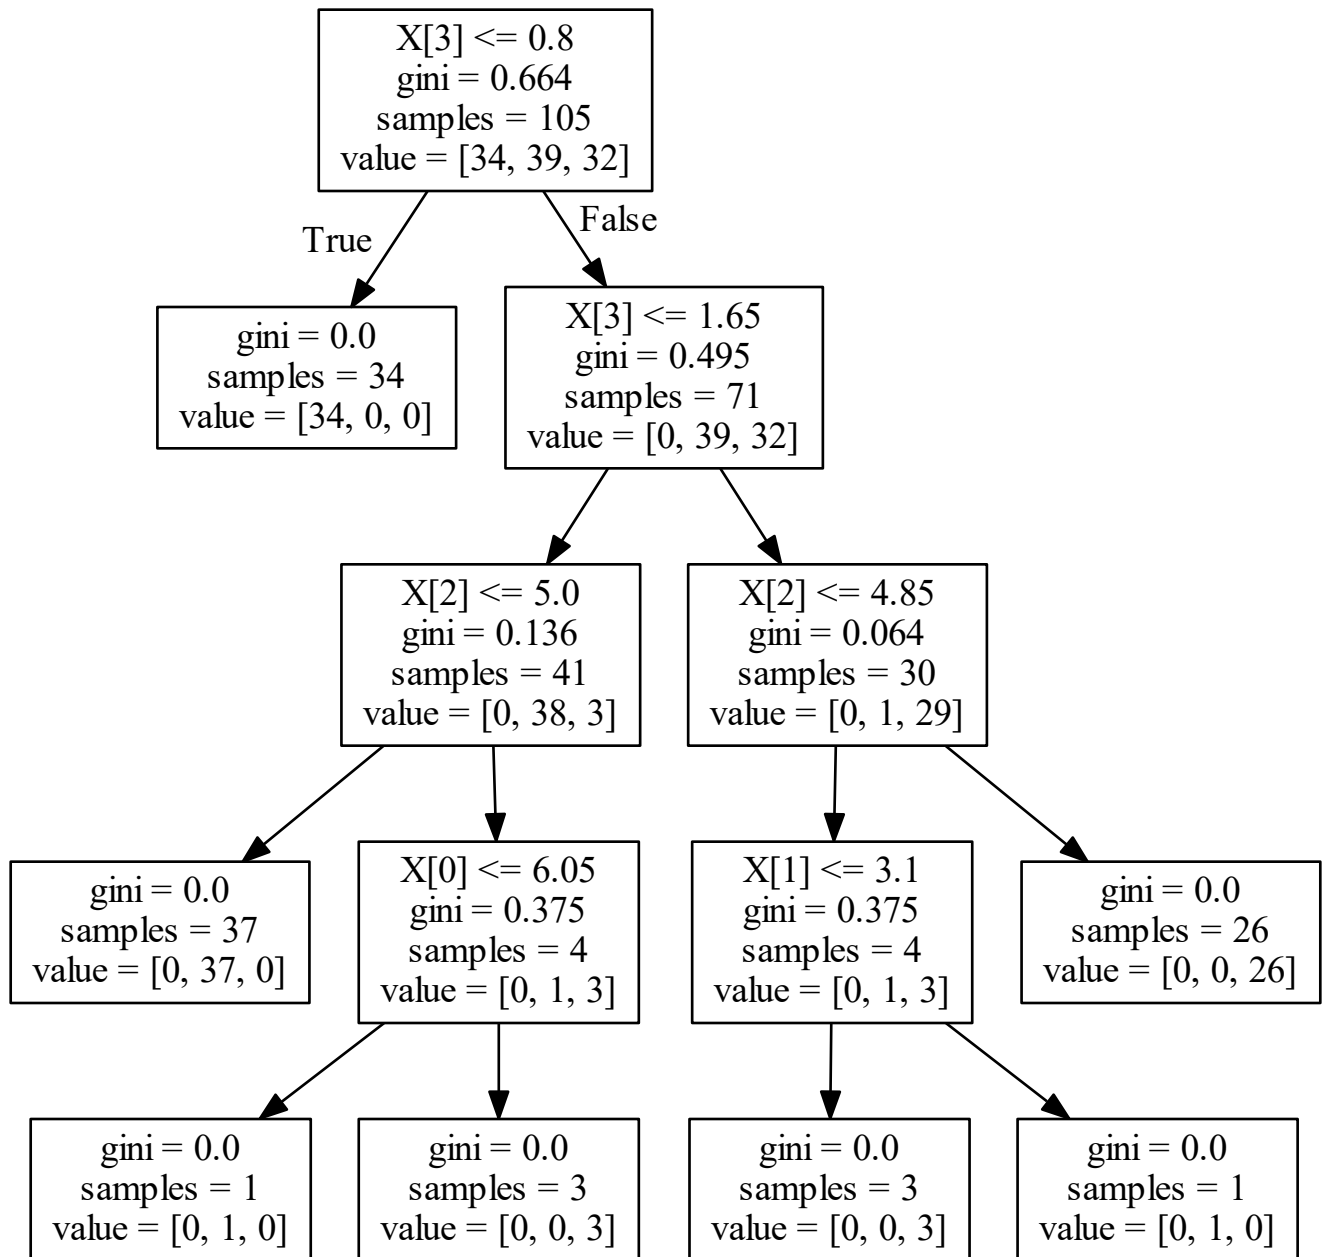 X[3] <= 0.8
gini = 0.664
samples = 105
value = [34, 39, 32]
True
False
gini = 0.0
samples = 34
value = [34, 0, 0]
X[3] <= 1.65
gini = 0.495
samples = 71
value = [0, 39, 32]
X[2] <= 5.0
gini = 0.136
samples = 41
value = [0, 38, 3]
X[2] <= 4.85
gini = 0.064
samples = 30
value = [0, 1, 29]
gini = 0.0
samples = 37
value = [0, 37, 0]
X[0] <= 6.05
gini = 0.375
samples = 4
value = [0, 1, 3]
X[1] <= 3.1
gini = 0.375
samples = 4
value = [0, 1, 3]
gini = 0.0
samples = 26
value = [0, 0, 26]
gini = 0.0
samples = 1
value = [0, 1, 0]
gini = 0.0
samples = 3
value = [0, 0, 3]
gini = 0.0
samples = 3
value = [0, 0, 3]
gini = 0.0
samples = 1
value = [0, 1, 0]